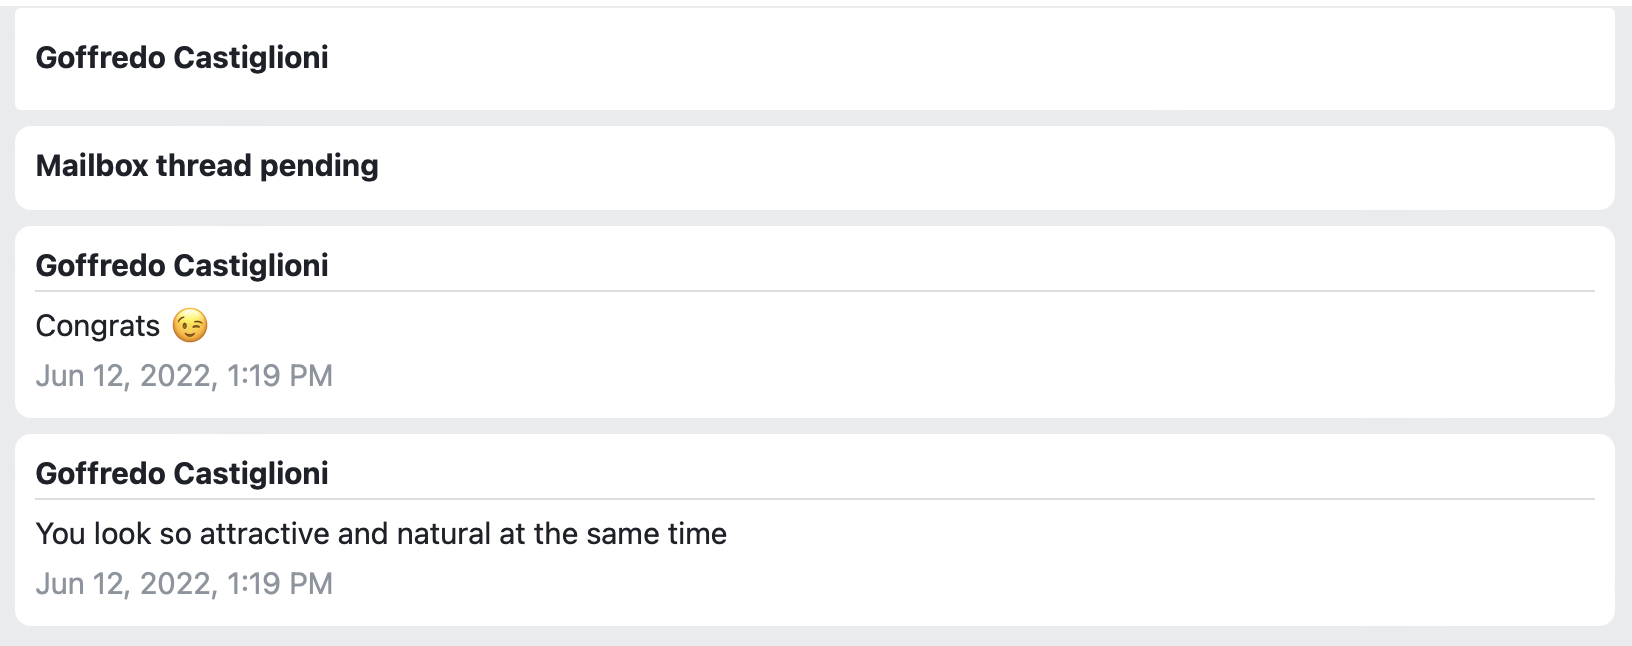 Goffredo Castiglioni
Mailbox thread pending
Goffredo Castiglioni
Congrats 😉
Jun 12, 2022, 1:19 PM
Goffredo Castiglioni
You look so attractive and natural at the same time
Jun 12, 2022, 1:19 PM